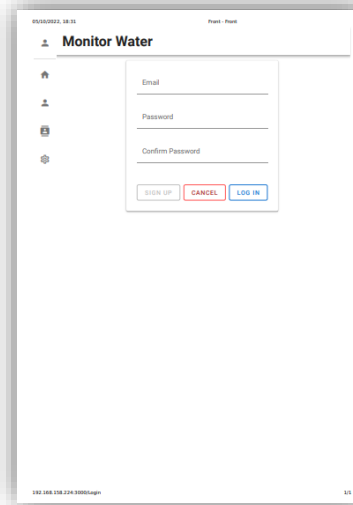 05/10/2022, 18:31 Front - Front
Monitor Water
Email
Password
Confirm Password
SIGN UP CANCEL LOG IN
192.168.158.224:3000/Login 1/1